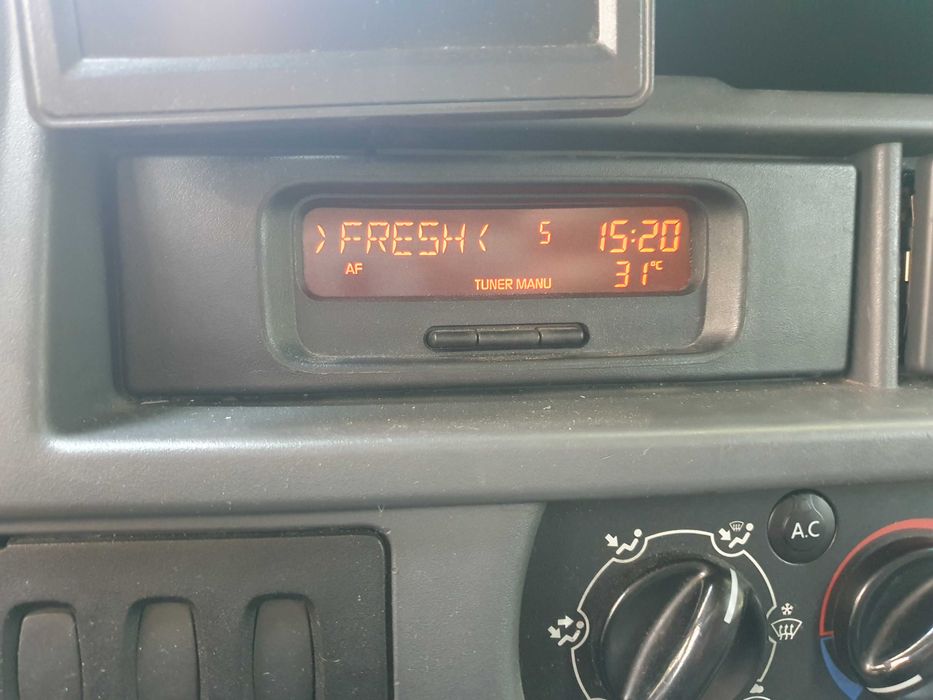 >FRESH< 5 15:20
AF 31°C
TUNER MANU
A.C